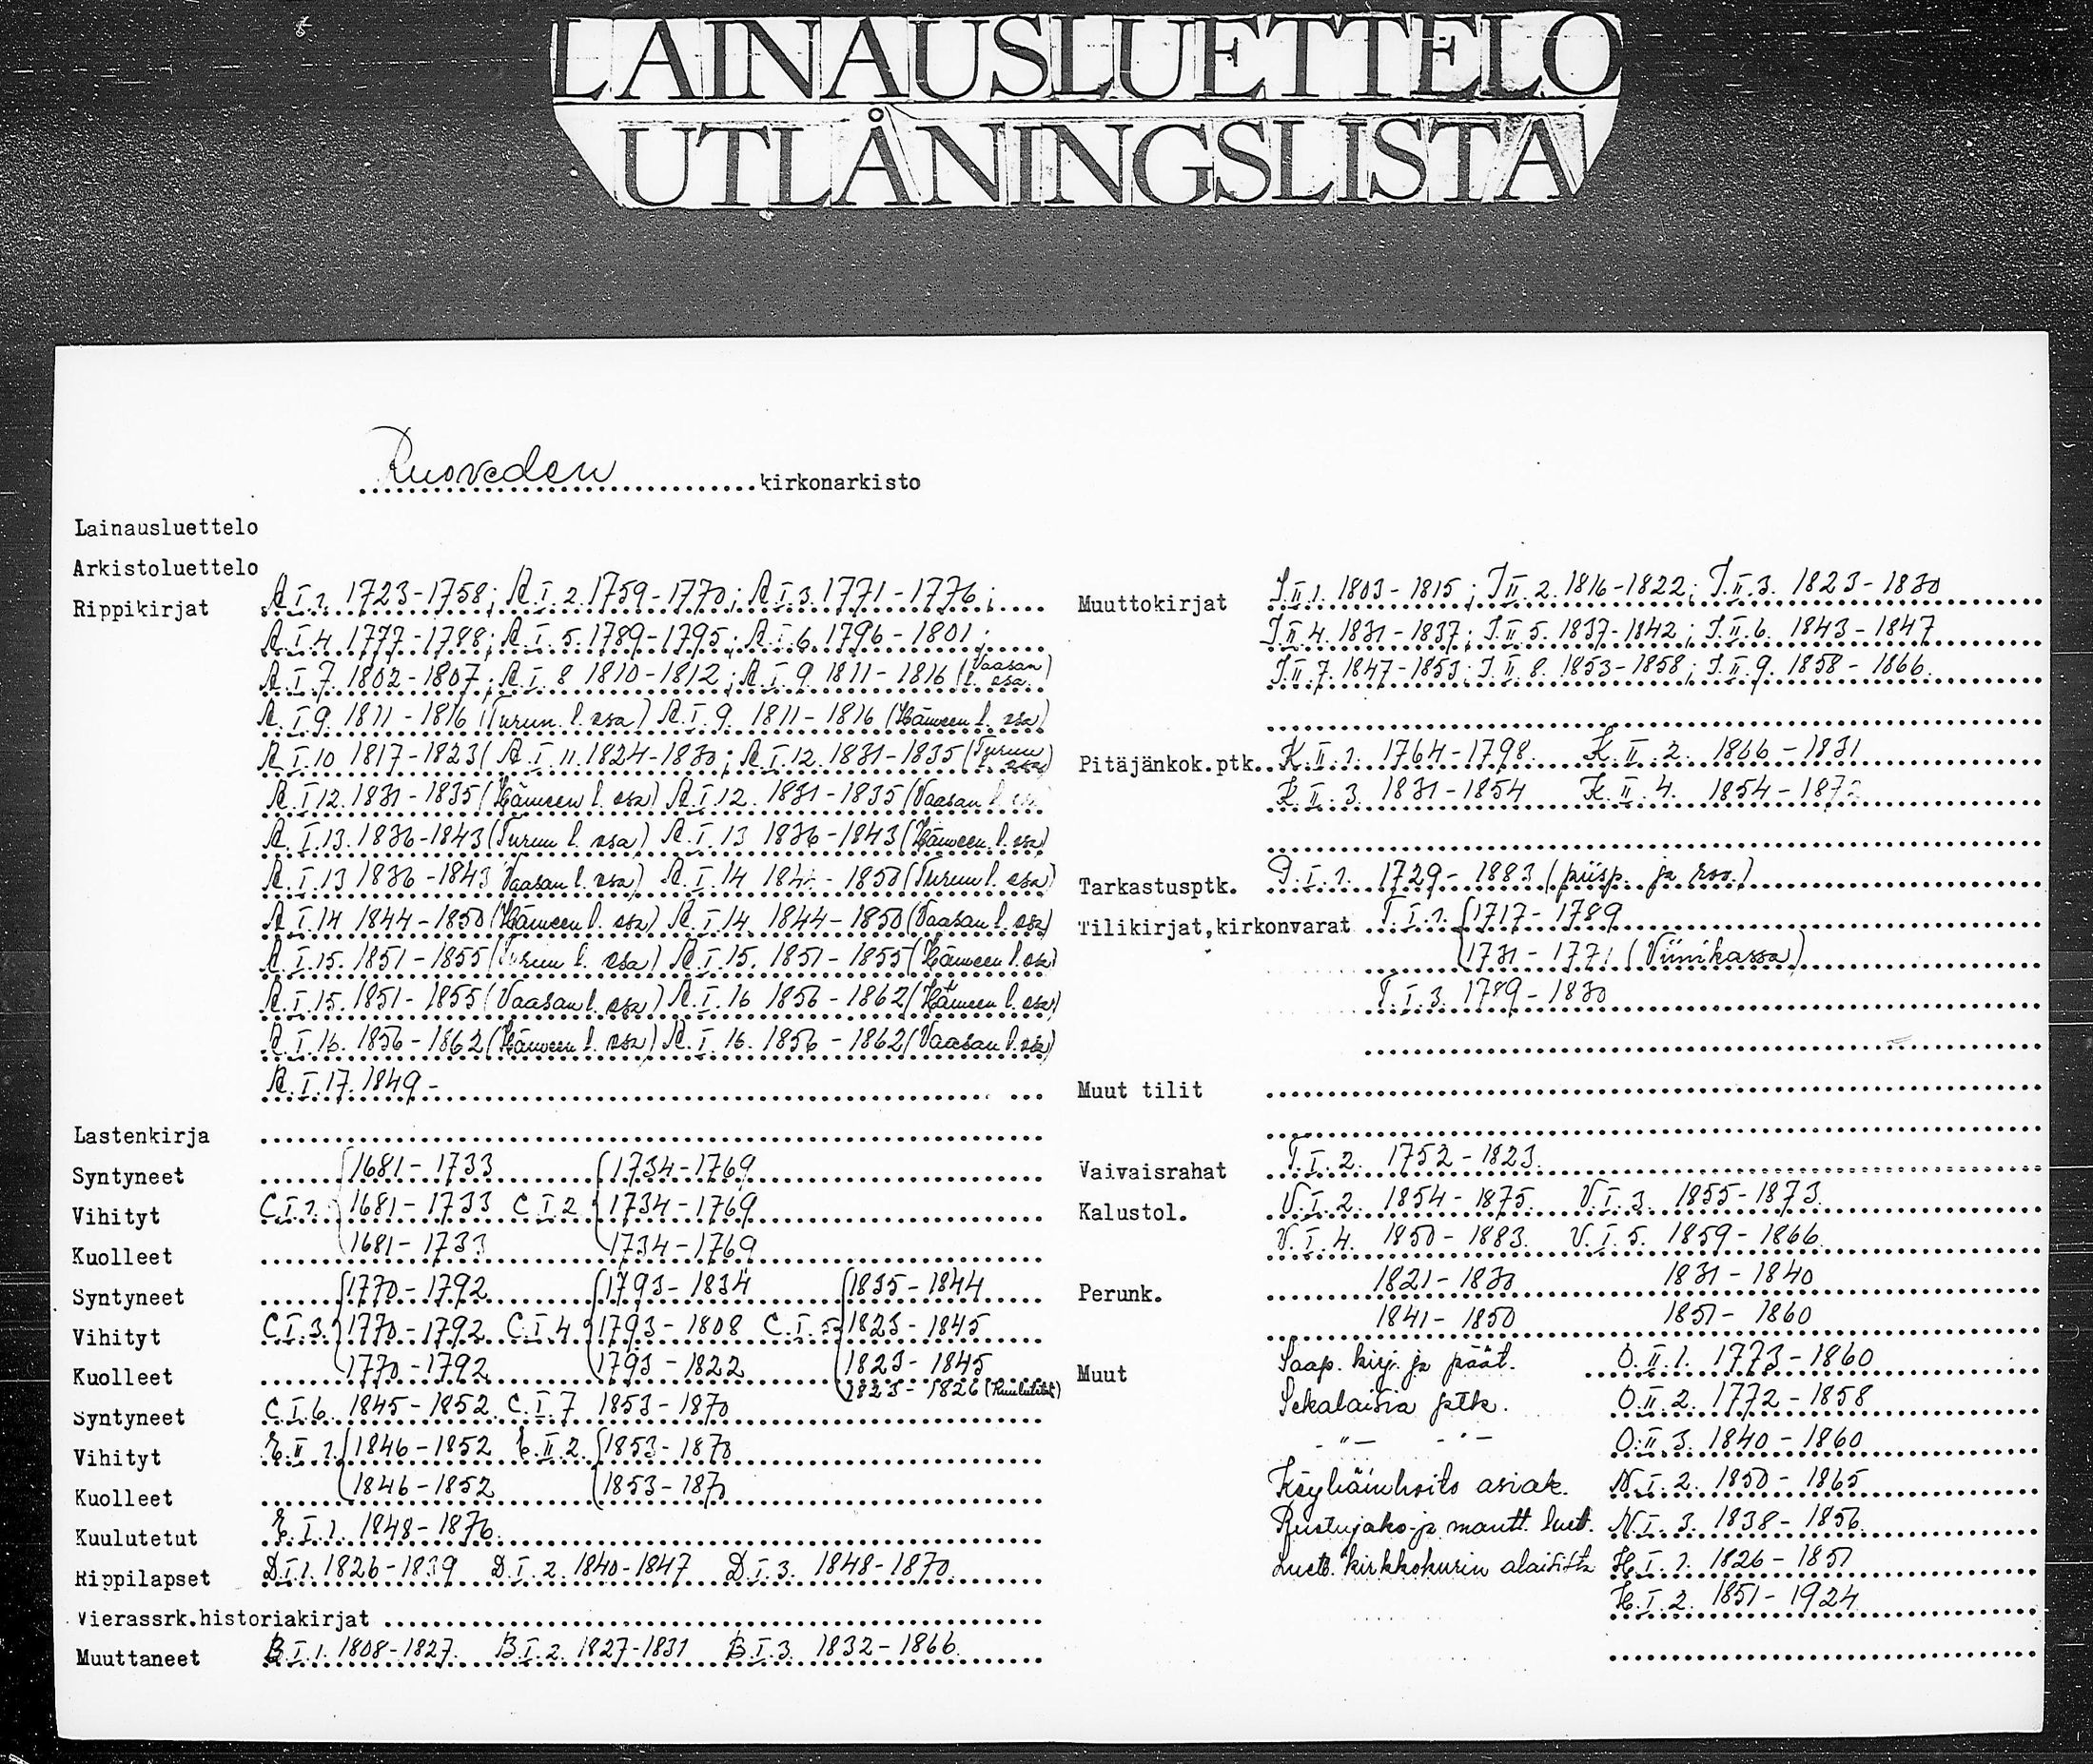 LAINAUSLUETTELO
UTLÅNINGSLISTA
Ruoveden kirkonarkisto
Lainausluettelo
Arkistoluettelo
Rippikirjat A.I.1. 1723-1758; A.I.2. 1759-1770; A.I.3. 1771-1776;
A.I.4. 1777-1788; A.I.5. 1789-1795; A.I.6. 1796-1801;
A.I.7. 1802-1807; A.I.8 1810-1812; A.I.9. 1811-1816 (Vaasan l. osa)
A.I.9. 1811-1816 (Turun l. osa) A.I.9. 1811-1816 (Hämeen l. osa)
A.I.10 1817-1823( A.I.11. 1824-1830; A.I.12. 1831-1835 (Turun l. osa)
A.I.12. 1831-1835 (Hämeen l. osa) A.I.12. 1831-1835 (Vaasan l.
A.I.13. 1836-1843 (Turun l. osa) A.I.13 1836-1843 (Hämeen l. osa)
A.I.13 1836-1843 Vaasan l. osa) A.I.14 1844-1850 (Turun l. osa)
A.I.14 1844-1850 (Hämeen l. osa) A.I.14. 1844-1850 (Vaasan l. osa)
A.I.15. 1851-1855 (Turun l. osa) A.I.15. 1851-1855 (Hämeen l. osa)
A.I.15. 1851-1855 (Vaasan l. osa) A.I.16 1856-1862 (Hämeen l. osa)
A.I.16. 1856-1862 (Hämeen l. osa) A.I.16. 1856-1862 (Vaasan l. osa)
A.I.17. 1849-
Lastenkirja
Syntyneet 1681-1733 1734-1769
Vihityt C.I.1. 1681-1733 C.I.2 1734-1769
Kuolleet 1681-1733 1734-1769
Syntyneet 1770-1792 1793-1834 1835-1844
Vihityt C.I.3. 1770-1792 C.I.4. 1793-1808 C.I.5. 1823-1845
Kuolleet 1770-1792 1793-1822 1823-1845
1823-1826 (Kuulutetut)
Syntyneet C.I.6. 1845-1852 C.I.7 1853-1870
Vihityt E.II.1. 1846-1852 E.II.2. 1853-1870
Kuolleet 1846-1852 1853-1870
Kuulutetut E.I.1. 1848-1876.
Rippilapset D.I.1. 1826-1839 D.I.2. 1840-1847 D.I.3. 1848-1870
Vierassrk.historiakirjat
Muuttaneet B.I.1. 1808-1827. B.I.2. 1827-1831 B.I.3. 1832-1866.
Muuttokirjat I.II.1. 1803-1815; I.II.2. 1816-1822; I.II.3. 1823-1830
I.II.4. 1831-1837; I.II.5. 1837-1842; I.II.6. 1843-1847
I.II.7. 1847-1853; I.II.8. 1853-1858; I.II.9. 1858-1866.
Pitäjänkok.ptk. K.II.1. 1764-1798. K.II.2. 1806-1831
K.II.3. 1831-1854 K.II.4. 1854-1872
Tarkastusptk. P.I.1. 1729-1883 (piisp. ja rov.)
Tilikirjat,kirkonvarat T.I.1. 1717-1789
1731-1771 (Viinikassa)
T.I.3. 1789-1830
Muut tilit
Vaivaisrahat T.I.2. 1752-1823.
Kalustol. V.I.2. 1854-1875. V.I.3. 1855-1873.
V.I.4. 1850-1883. V.I.5. 1859-1866.
Perunk. 1821-1830 1831-1840
1841-1850 1851-1860
Muut Saap. kirj. ja päät. O.II.1. 1773-1860
Sekalaisia ptk. O.II.2. 1772-1858
-"- -"- O.II.3. 1840-1860
Köyhäinhoito asiak. N.I.2. 1850-1865
Ruotujako- ja mantt. luet. N.I.3. 1838-1856
Luett. kirkkokurin alaisista H.I.1. 1826-1851
H.I.2. 1851-1924